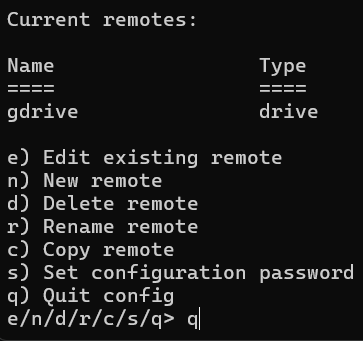 Current remotes:
Name                 Type
====                 ====
gdrive               drive
e) Edit existing remote
n) New remote
d) Delete remote
r) Rename remote
c) Copy remote
s) Set configuration password
q) Quit config
e/n/d/r/c/s/q> q